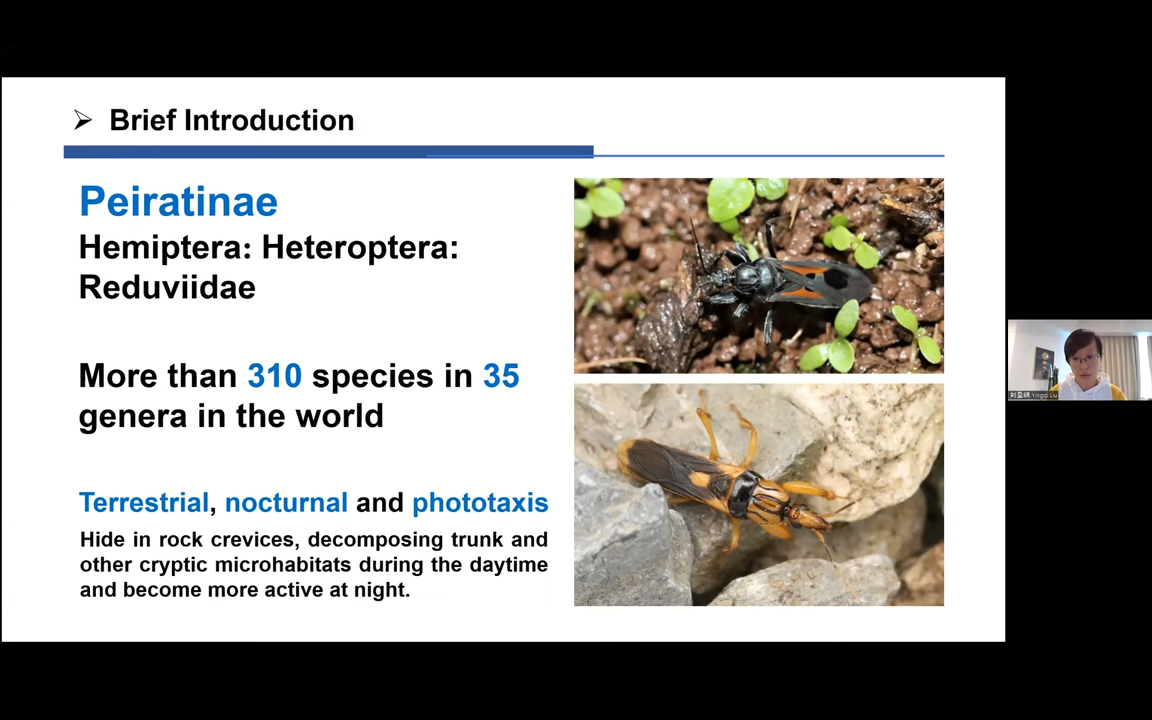 ➢ Brief Introduction
Peiratinae
Hemiptera: Heteroptera:
Reduviidae
More than 310 species in 35
genera in the world
Terrestrial, nocturnal and phototaxis
Hide in rock crevices, decomposing trunk and
other cryptic microhabitats during the daytime
and become more active at night.
Yingqi Liu